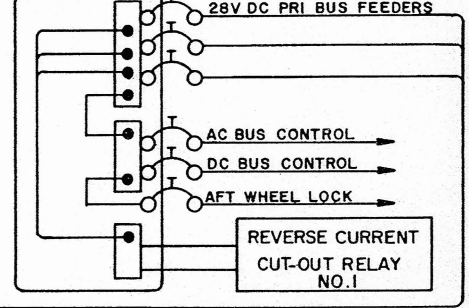 28V DC PRI BUS FEEDERS
AC BUS CONTROL
DC BUS CONTROL
AFT WHEEL LOCK
REVERSE CURRENT
CUT-OUT RELAY
NO.1